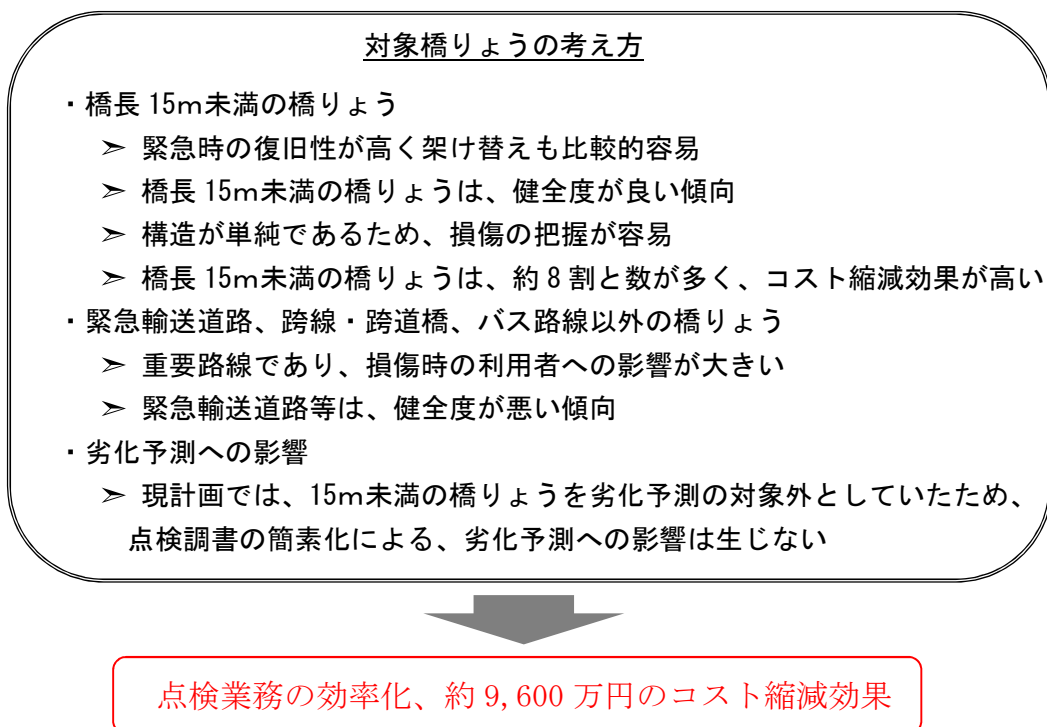 対象橋りょうの考え方
・橋長 15m未満の橋りょう
➢ 緊急時の復旧性が高く架け替えも比較的容易
➢ 橋長 15m未満の橋りょうは、健全度が良い傾向
➢ 構造が単純であるため、損傷の把握が容易
➢ 橋長 15m未満の橋りょうは、約 8 割と数が多く、コスト縮減効果が高い
・緊急輸送道路、跨線・跨道橋、バス路線以外の橋りょう
➢ 重要路線であり、損傷時の利用者への影響が大きい
➢ 緊急輸送道路等は、健全度が悪い傾向
・劣化予測への影響
➢ 現計画では、15m未満の橋りょうを劣化予測の対象外としていたため、
点検調書の簡素化による、劣化予測への影響は生じない
点検業務の効率化、約 9,600 万円のコスト縮減効果